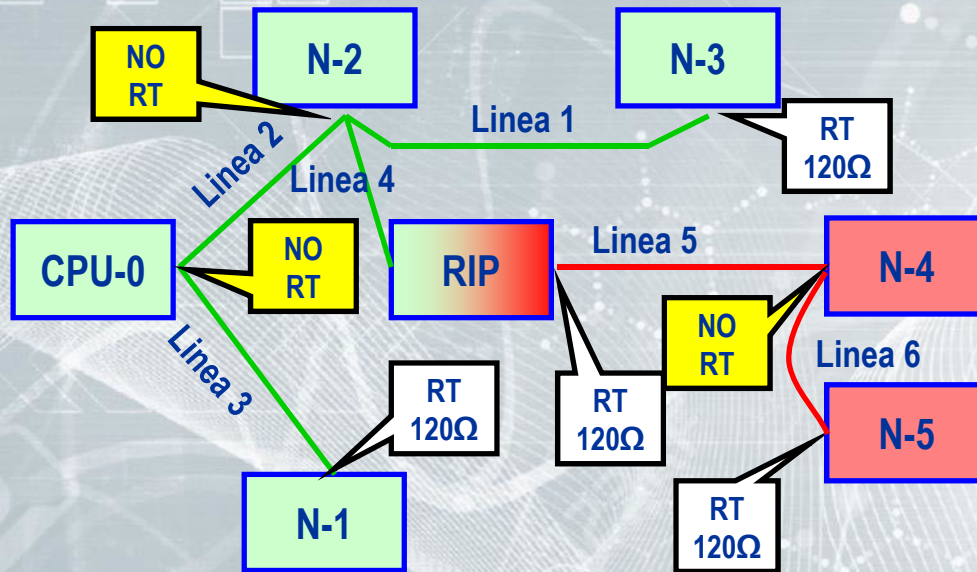 NO
RT
N-2
N-3
Linea 1
RT
120Ω
Linea 2
Linea 4
CPU-0
NO
RT
RIP
Linea 5
N-4
NO
RT
Linea 6
Linea 3
RT
120Ω
RT
120Ω
N-5
N-1
RT
120Ω